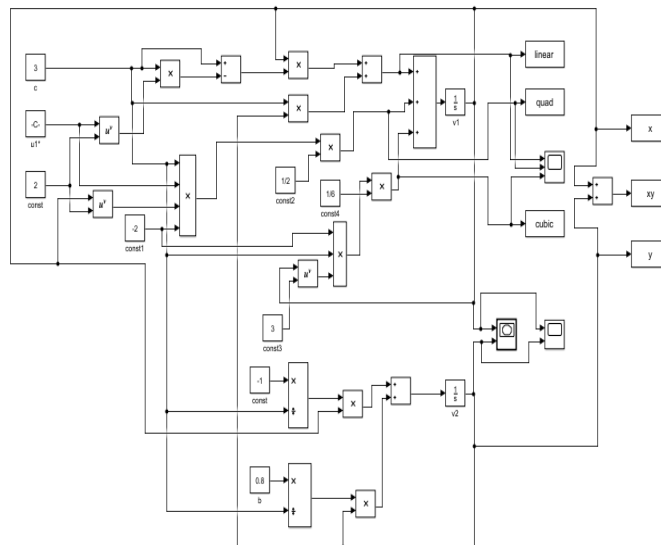 3
c
-C-
u1*
2
const
u^v
u^v
×
+
-
×
×
+
+
×
-2
const1
×
1/2
const2
1/6
const4
×
×
u^v
3
const3
+
+
+
1/s
v1
linear
quad
cubic
+
+
x
xy
y
-1
const
×
÷
×
+
+
1/s
v2
0.8
b
×
÷
×